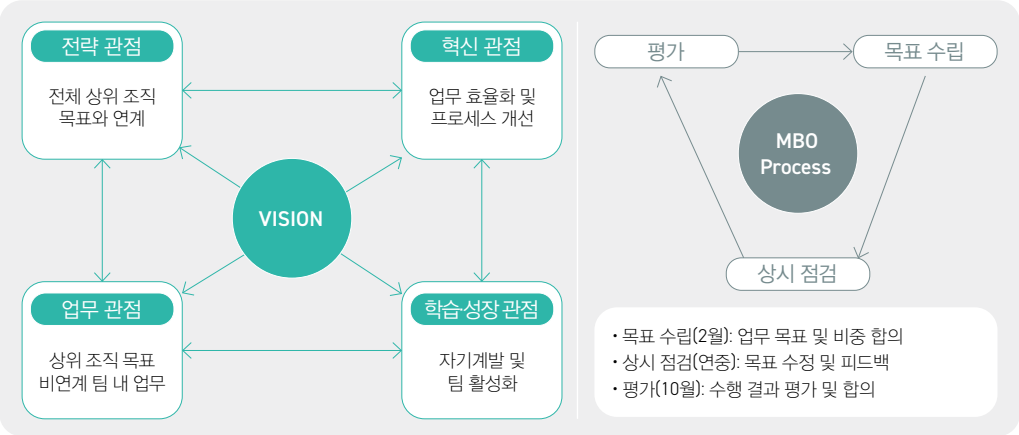 전략 관점
전체 상위 조직
목표와 연계
혁신 관점
업무 효율화 및
프로세스 개선
VISION
업무 관점
상위 조직 목표
비연계 팀 내 업무
학습·성장 관점
자기계발 및
팀 활성화
평가
목표 수립
MBO
Process
상시 점검
• 목표 수립(2월): 업무 목표 및 비중 합의
• 상시 점검(연중): 목표 수정 및 피드백
• 평가(10월): 수행 결과 평가 및 합의